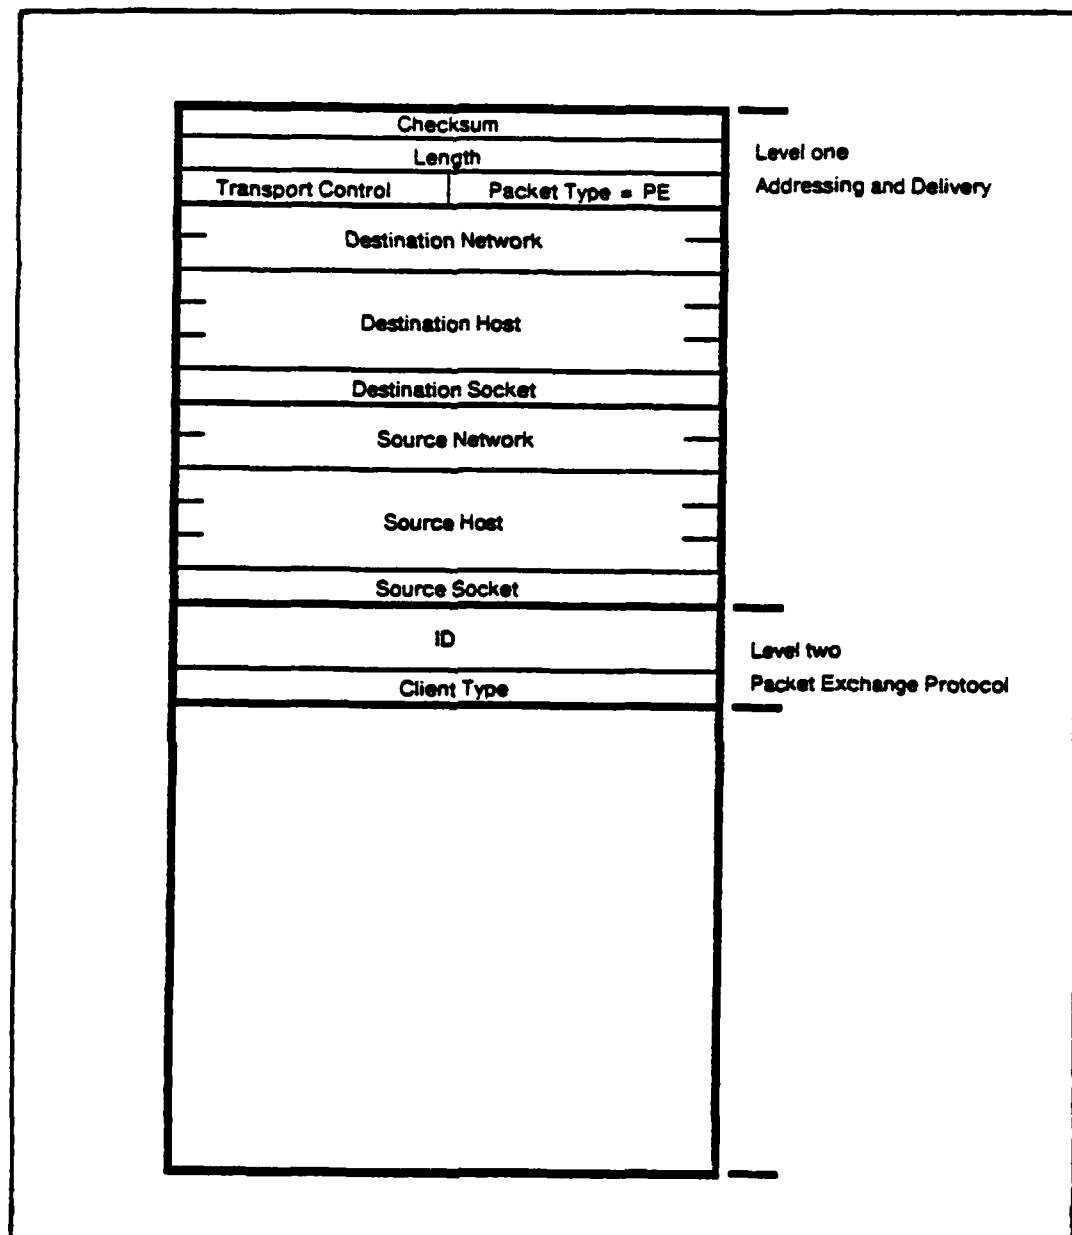 Checksum
Length
Transport Control
Packet Type = PE
Destination Network
Destination Host
Destination Socket
Source Network
Source Host
Source Socket
ID
Client Type
Level one
Addressing and Delivery
Level two
Packet Exchange Protocol